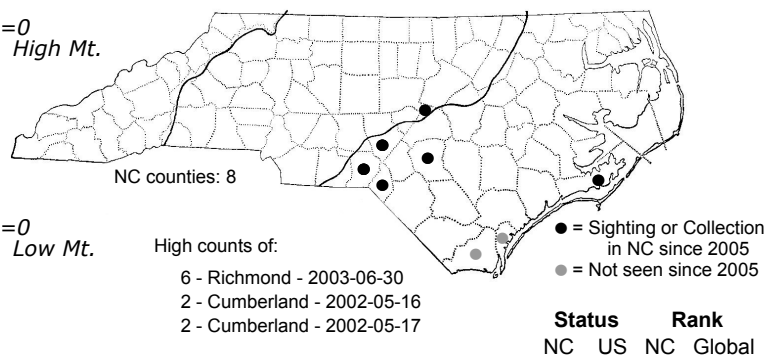 =0
High Mt.
NC counties: 8
=0
Low Mt.
High counts of:
6 - Richmond - 2003-06-30
2 - Cumberland - 2002-05-16
2 - Cumberland - 2002-05-17
= Sighting or Collection
in NC since 2005
= Not seen since 2005
Status Rank
NC US NC Global